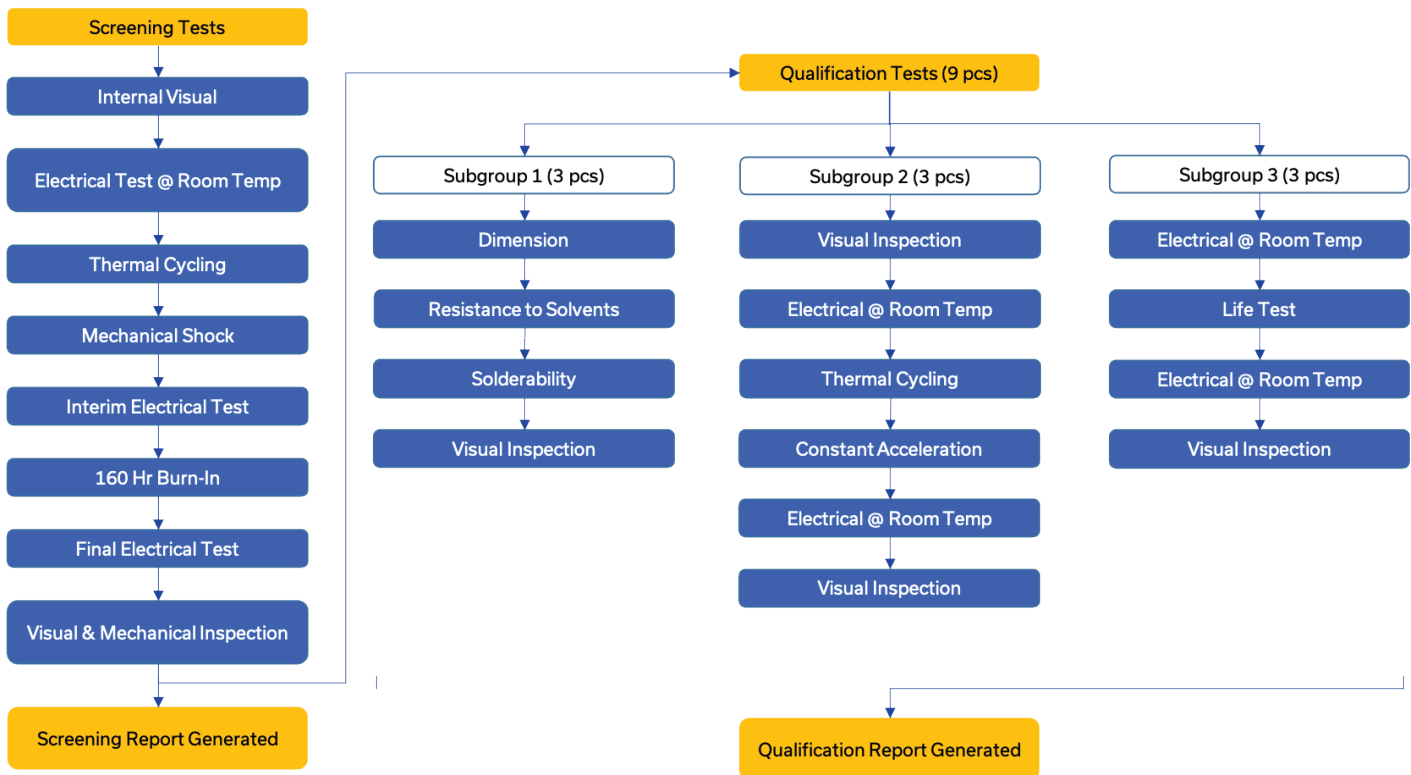 Screening Tests
Internal Visual
Electrical Test @ Room Temp
Thermal Cycling
Mechanical Shock
Interim Electrical Test
160 Hr Burn-In
Final Electrical Test
Visual & Mechanical Inspection
Screening Report Generated
Qualification Tests (9 pcs)
Subgroup 1 (3 pcs)
Dimension
Resistance to Solvents
Solderability
Visual Inspection
Subgroup 2 (3 pcs)
Visual Inspection
Electrical @ Room Temp
Thermal Cycling
Constant Acceleration
Electrical @ Room Temp
Visual Inspection
Subgroup 3 (3 pcs)
Electrical @ Room Temp
Life Test
Electrical @ Room Temp
Visual Inspection
Qualification Report Generated